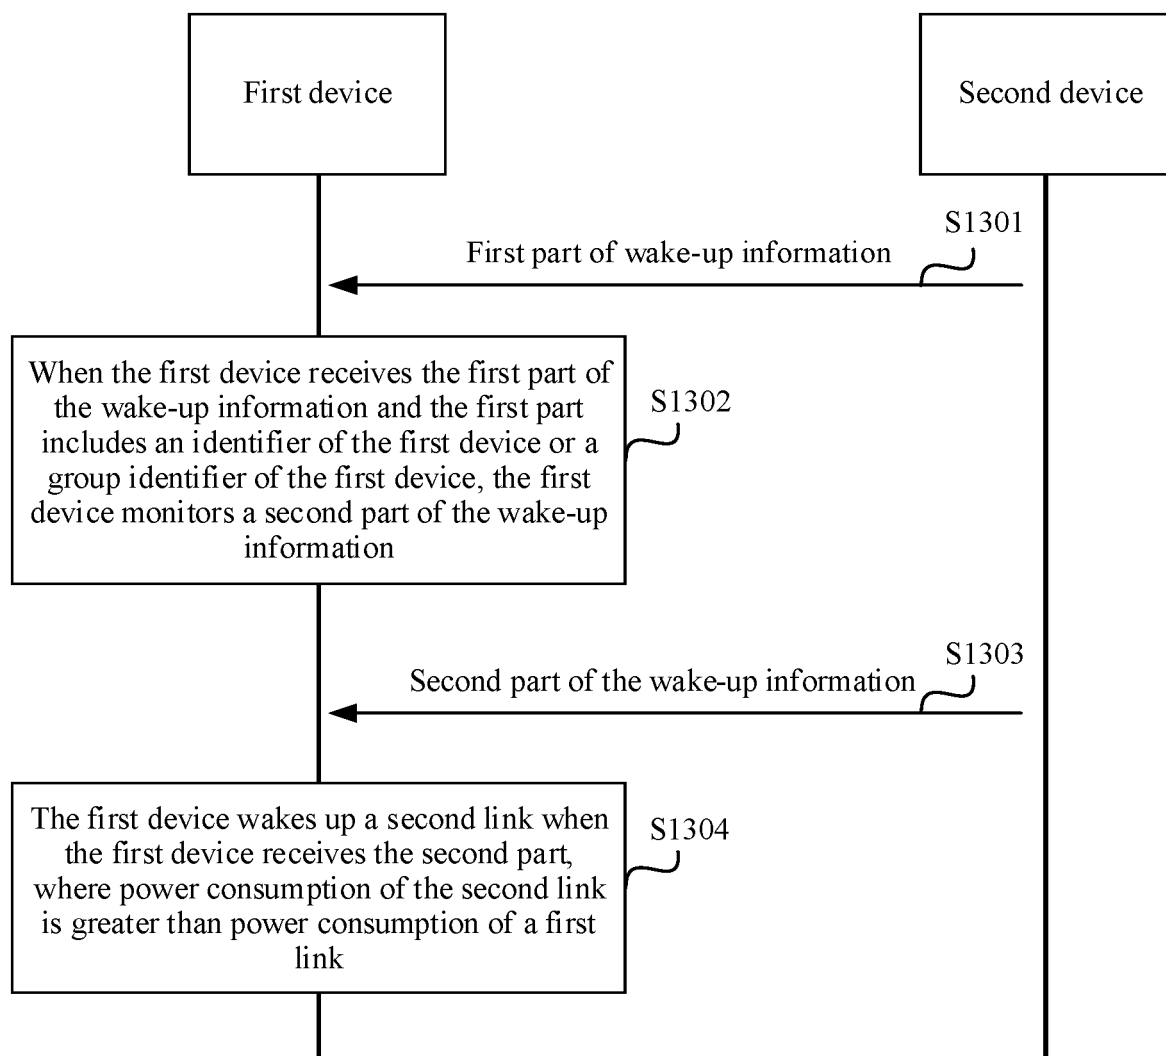 First device
Second device
S1301
First part of wake-up information
When the first device receives the first part of
the wake-up information and the first part
includes an identifier of the first device or a
group identifier of the first device, the first
device monitors a second part of the wake-up
information
S1302
S1303
Second part of the wake-up information
The first device wakes up a second link when
the first device receives the second part,
where power consumption of the second link
is greater than power consumption of a first
link
S1304